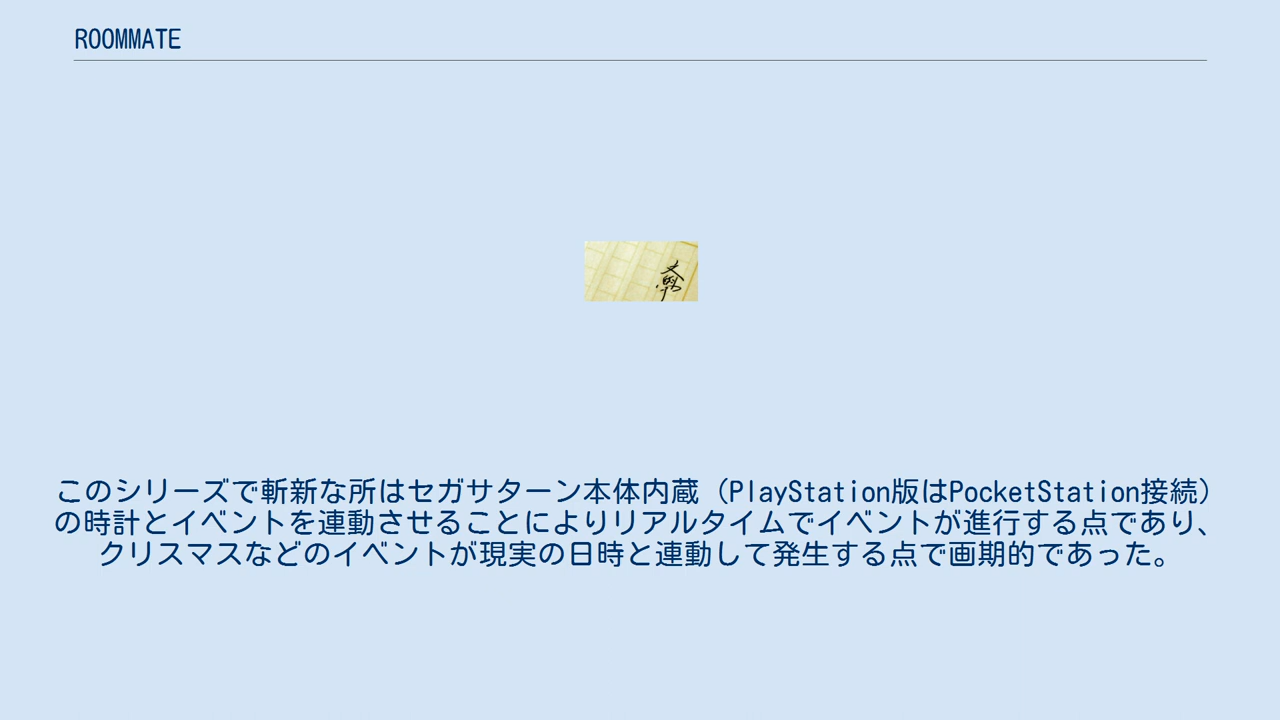 ROOMMATE
このシリーズで斬新な所はセガサターン本体内蔵（PlayStation版はPocketStation接続）
の時計とイベントを連動させることによりリアルタイムでイベントが進行する点であり、
クリスマスなどのイベントが現実の日時と連動して発生する点で画期的であった。